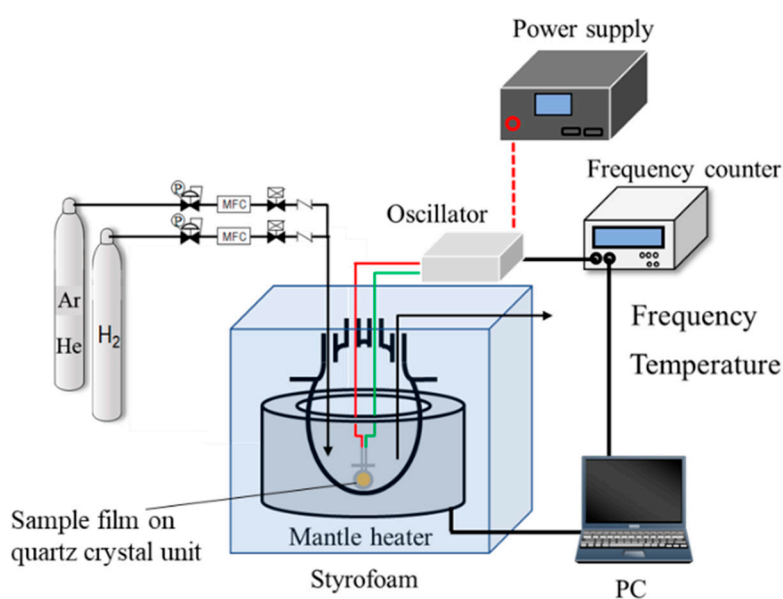 Power supply
Frequency counter
Oscillator
P
MFC
P
MFC
Ar
He
H2
Frequency
Temperature
Sample film on
quartz crystal unit
Mantle heater
Styrofoam
PC